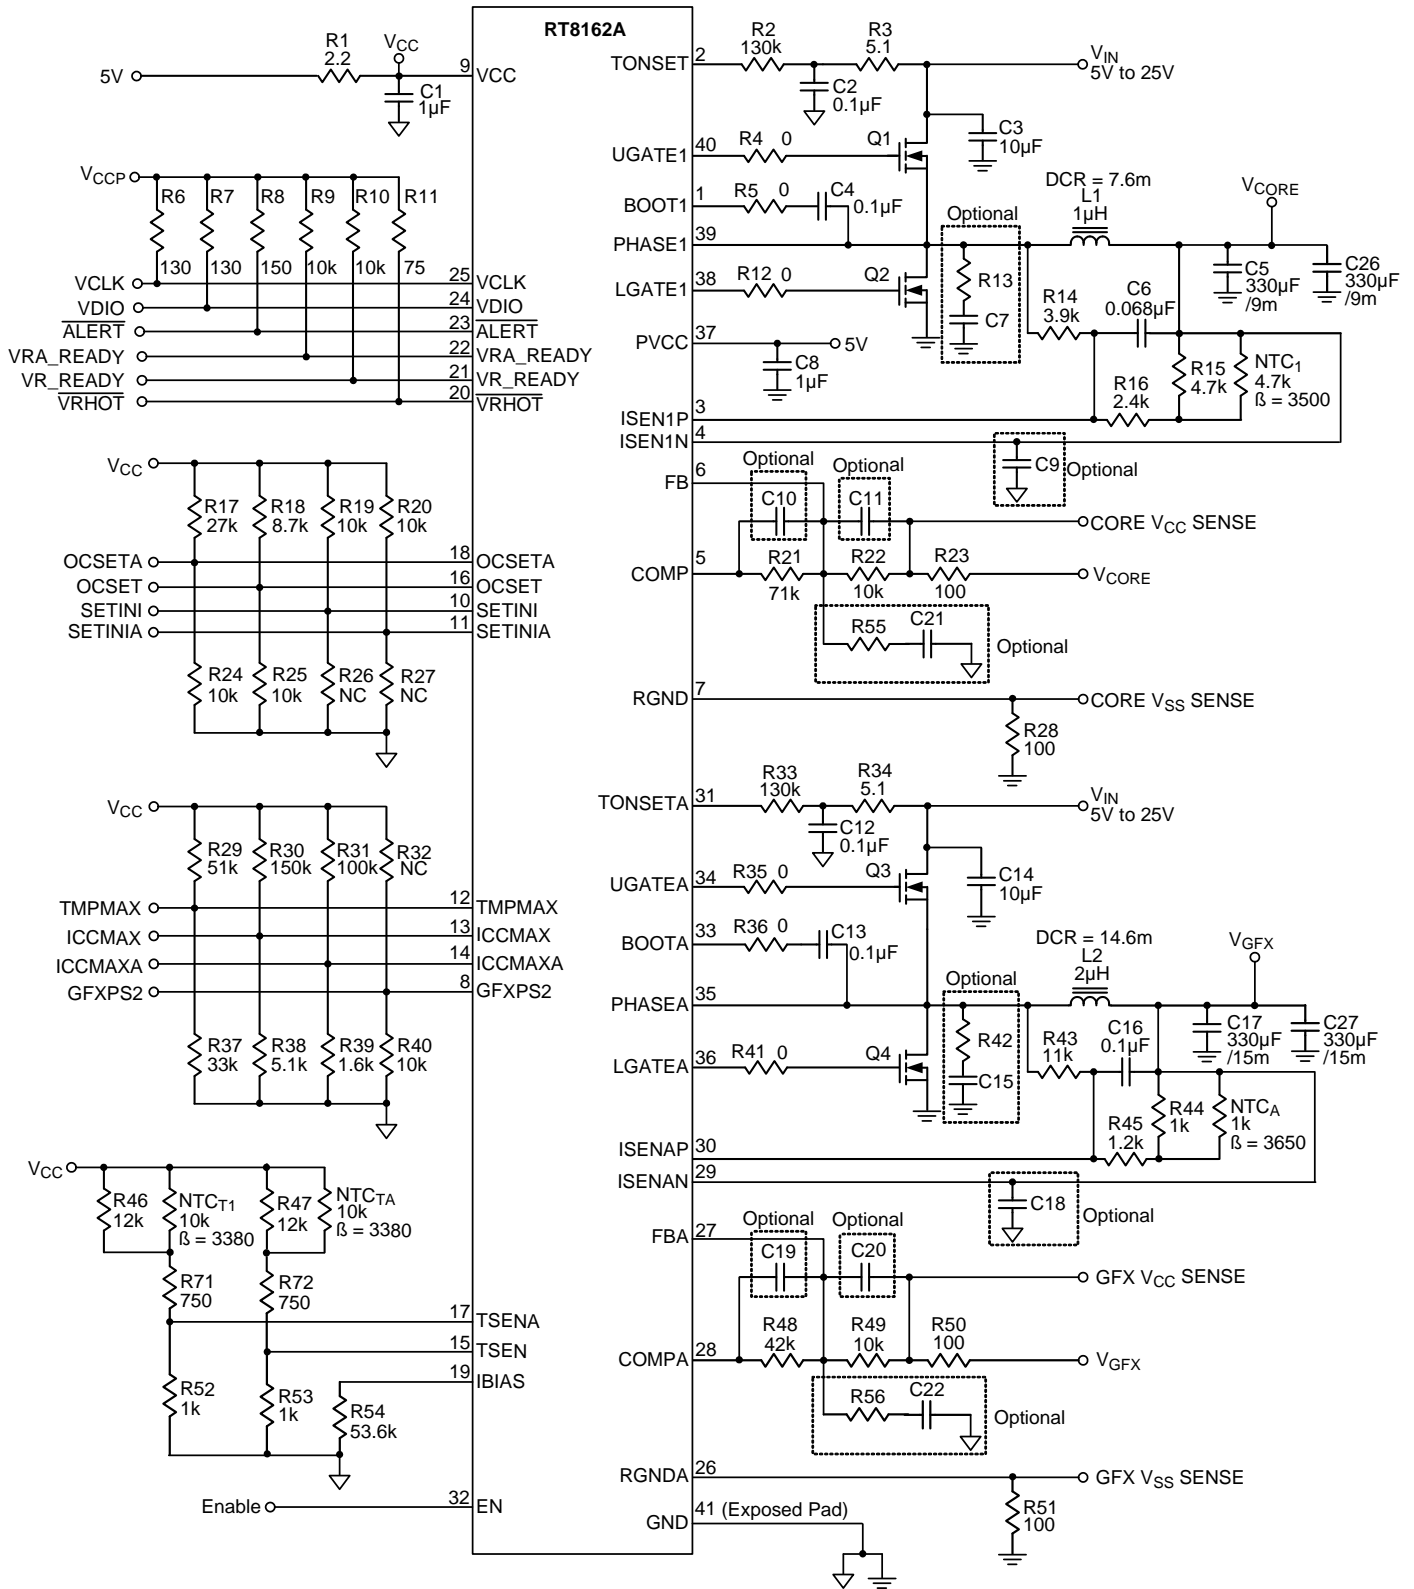 RT8162A
R1
2.2
VCC
5V
9
VCC
C1
1µF
VCCP
R6
R7
R8
R9
R10
R11
130
130
150
10k
10k
75
VCLK
25
VCLK
VDIO
24
VDIO
ALERT
23
ALERT
VRA_READY
22
VRA_READY
VR_READY
21
VR_READY
VRHOT
20
VRHOT
VCC
R17
27k
R18
8.7k
R19
10k
R20
10k
OCSETA
18
OCSETA
OCSET
16
OCSET
SETINI
10
SETINI
SETINIA
11
SETINIA
R24
10k
R25
10k
R26
NC
R27
NC
VCC
R29
51k
R30
150k
R31
100k
R32
NC
TMPMAX
12
TMPMAX
ICCMAX
13
ICCMAX
ICCMAXA
14
ICCMAXA
GFXPS2
8
GFXPS2
R37
33k
R38
5.1k
R39
1.6k
R40
10k
VCC
R46
12k
NTCT1
10k
ß = 3380
R47
12k
NTCTA
10k
ß = 3380
R71
750
R72
750
17
TSENA
15
TSEN
19
IBIAS
R52
1k
R53
1k
R54
53.6k
Enable
32
EN
TONSET
2
R2
130k
R3
5.1
VIN
5V to 25V
C2
0.1µF
C3
10µF
UGATE1
40
R4 0
Q1
BOOT1
1
R5 0
C4
0.1µF
PHASE1
39
Optional
R13
C7
DCR = 7.6m
L1
1µH
VCORE
C5
330µF
/9m
C26
330µF
/9m
LGATE1
38
R12 0
Q2
R14
3.9k
C6
0.068µF
PVCC
37
5V
C8
1µF
R16
2.4k
R15
4.7k
NTC1
4.7k
ß = 3500
ISEN1P
3
ISEN1N
4
C9
Optional
FB
6
Optional
C10
Optional
C11
CORE VCC SENSE
COMP
5
R21
71k
R22
10k
R23
100
VCORE
R55
C21
Optional
RGND
7
CORE VSS SENSE
R28
100
TONSETA
31
R33
130k
R34
5.1
VIN
5V to 25V
C12
0.1µF
C14
10µF
UGATEA
34
R35 0
Q3
BOOTA
33
R36 0
C13
0.1µF
PHASEA
35
Optional
R42
C15
DCR = 14.6m
L2
2µH
VGFX
C17
330µF
/15m
C27
330µF
/15m
LGATEA
36
R41 0
Q4
R43
11k
C16
0.1µF
R45
1.2k
R44
1k
NTCA
1k
ß = 3650
ISENAP
30
ISENAN
29
C18
Optional
FBA
27
Optional
C19
Optional
C20
GFX VCC SENSE
COMPA
28
R48
42k
R49
10k
R50
100
VGFX
R56
C22
Optional
RGNDA
26
GFX VSS SENSE
R51
100
GND
41 (Exposed Pad)